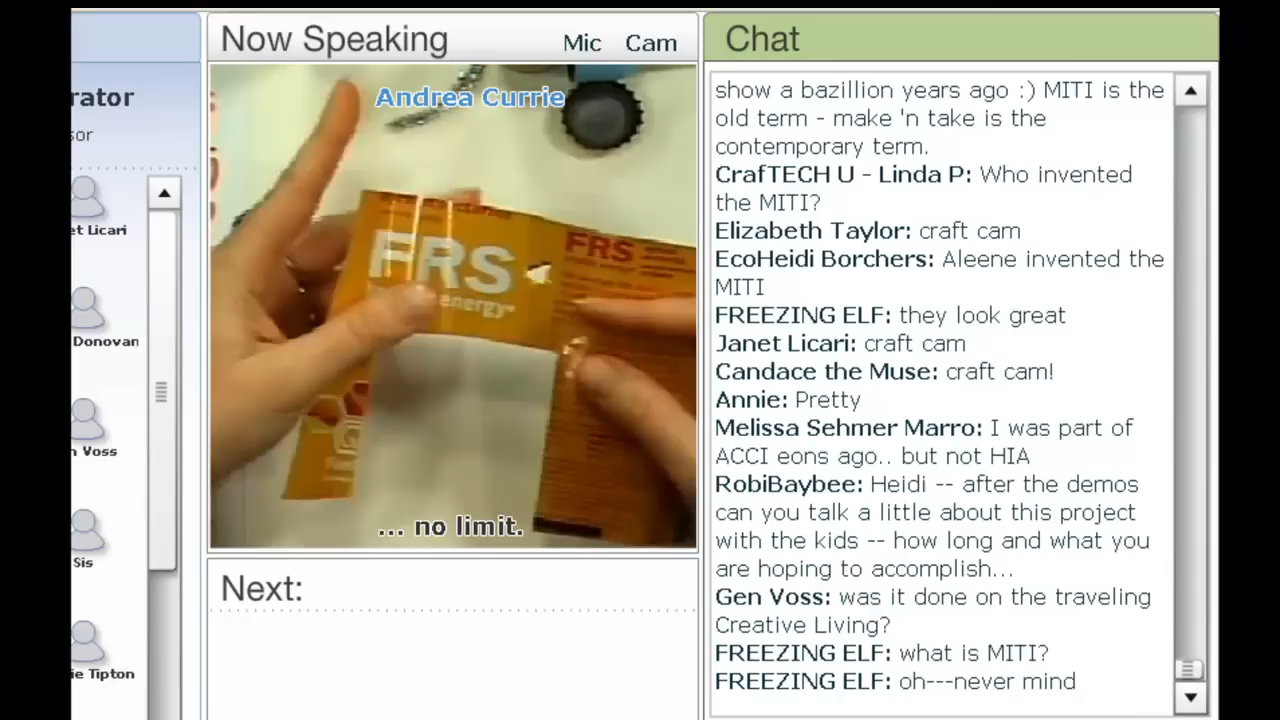 rator
sor
et Licari
Donovan
n Voss
Sis
ie Tipton
Now Speaking
Mic Cam
Andrea Currie
FRS
energy
FRS
... no limit.
Next:
Chat
show a bazillion years ago :) MITI is the
old term - make 'n take is the
contemporary term.
CrafTECH U - Linda P: Who invented
the MITI?
Elizabeth Taylor: craft cam
EcoHeidi Borchers: Aleene invented the
MITI
FREEZING ELF: they look great
Janet Licari: craft cam
Candace the Muse: craft cam!
Annie: Pretty
Melissa Sehmer Marro: I was part of
ACCI eons ago.. but not HIA
RobiBaybee: Heidi -- after the demos
can you talk a little about this project
with the kids -- how long and what you
are hoping to accomplish...
Gen Voss: was it done on the traveling
Creative Living?
FREEZING ELF: what is MITI?
FREEZING ELF: oh---never mind